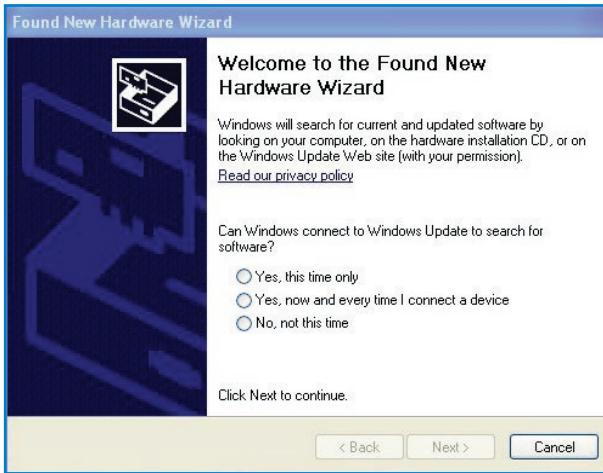 Found New Hardware Wizard
Welcome to the Found New
Hardware Wizard
Windows will search for current and updated software by
looking on your computer, on the hardware installation CD, or on
the Windows Update Web site (with your permission).
Read our privacy policy
Can Windows connect to Windows Update to search for
software?
Yes, this time only
Yes, now and every time I connect a device
No, not this time
Click Next to continue.
< Back
Next >
Cancel